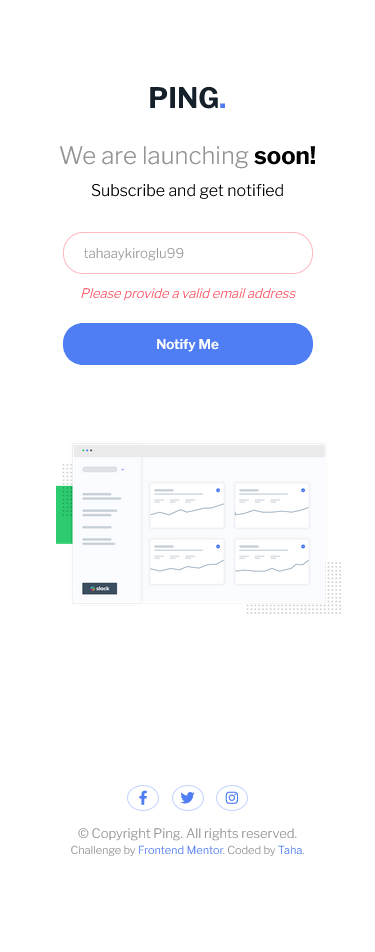 PING.
We are launching soon!
Subscribe and get notified
tahaaykiroglu99
Please provide a valid email address
Notify Me
slack
© Copyright Ping. All rights reserved.
Challenge by Frontend Mentor. Coded by Taha.